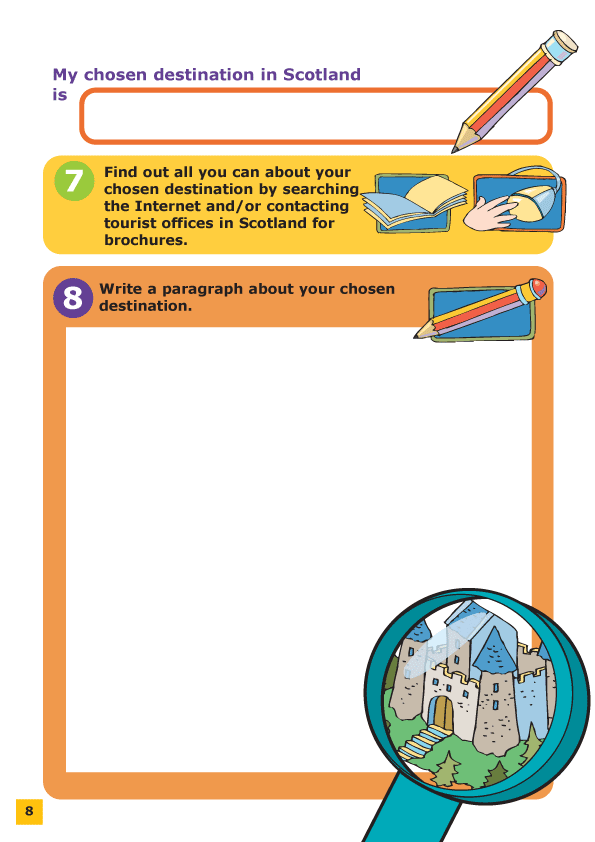 My chosen destination in Scotland
is
7
Find out all you can about your
chosen destination by searching
the Internet and/or contacting
tourist offices in Scotland for
brochures.
8
Write a paragraph about your chosen
destination.
8